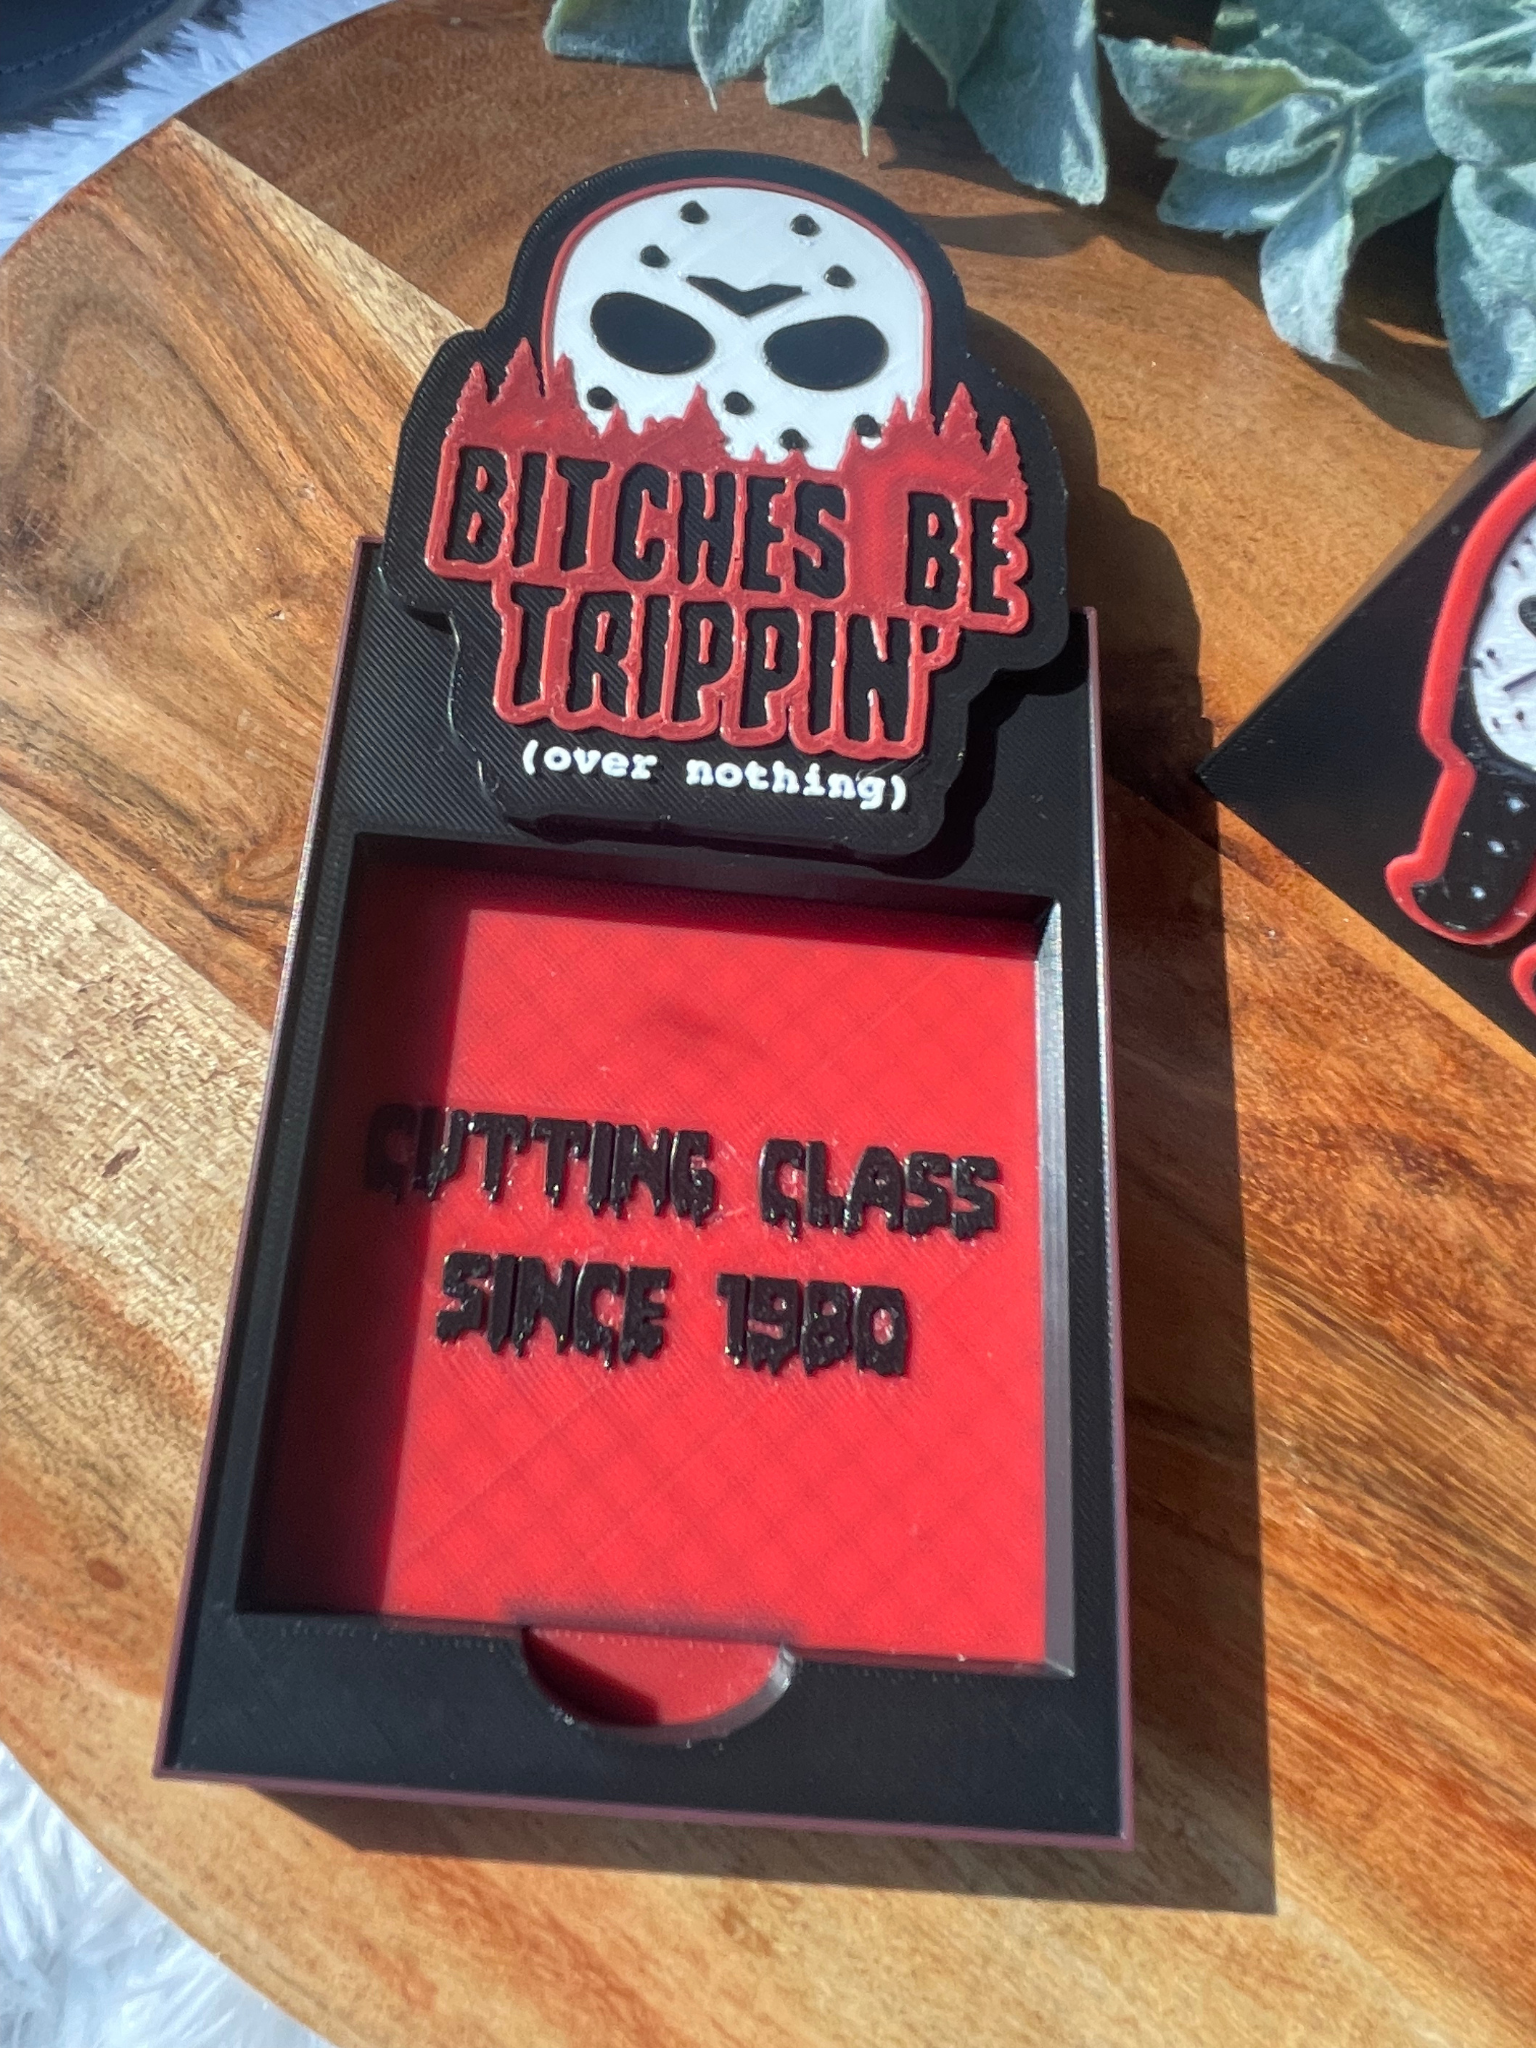 BITCHES BE
TRIPPIN'
(over nothing)
CUTTING CLASS
SINCE 1980